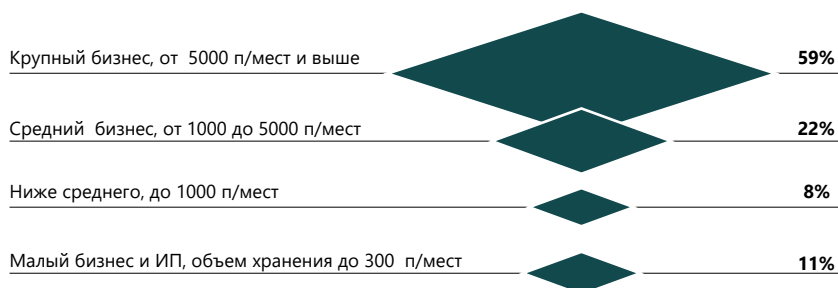 Крупный бизнес, от 5000 п/мест и выше 59%
Средний бизнес, от 1000 до 5000 п/мест 22%
Ниже среднего, до 1000 п/мест 8%
Малый бизнес и ИП, объем хранения до 300 п/мест 11%